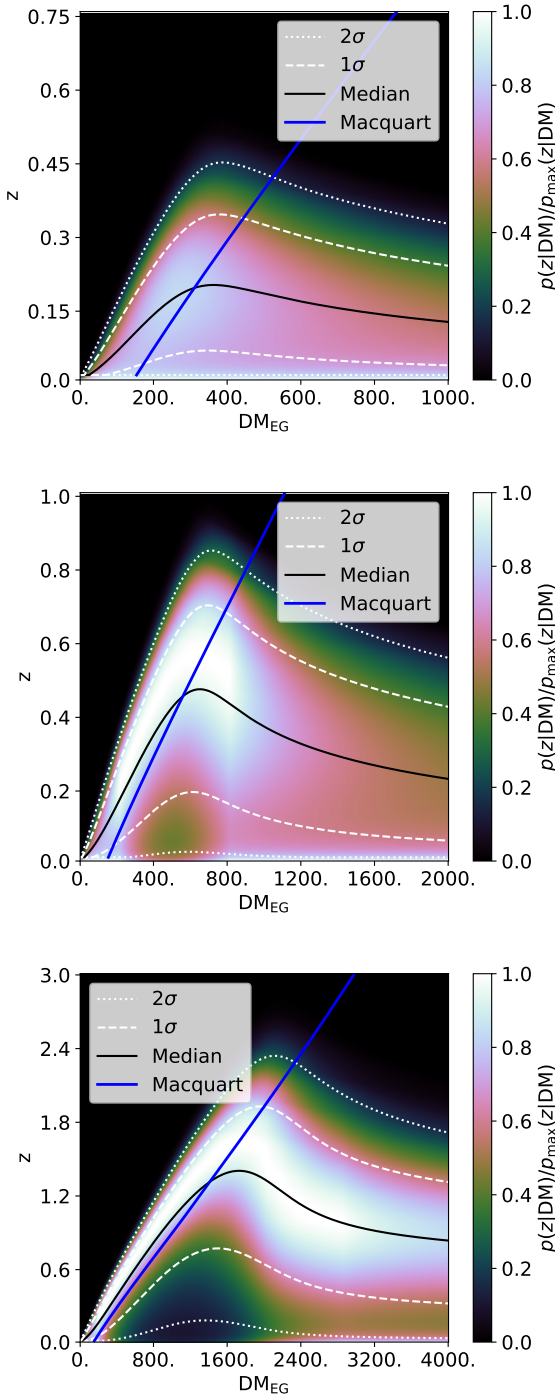 0.75
0.6
0.45
0.3
0.15
0.0
z
2σ
1σ
Median
Macquart
0. 200. 400. 600. 800. 1000.
DM_EG
1.0
0.8
0.6
0.4
0.2
0.0
p(z|DM)/p_max(z|DM)
1.0
0.8
0.6
0.4
0.2
0.0
z
2σ
1σ
Median
Macquart
0. 400. 800. 1200. 1600. 2000.
DM_EG
1.0
0.8
0.6
0.4
0.2
0.0
p(z|DM)/p_max(z|DM)
3.0
2.4
1.8
1.2
0.6
0.0
z
2σ
1σ
Median
Macquart
0. 800. 1600. 2400. 3200. 4000.
DM_EG
1.0
0.8
0.6
0.4
0.2
0.0
p(z|DM)/p_max(z|DM)